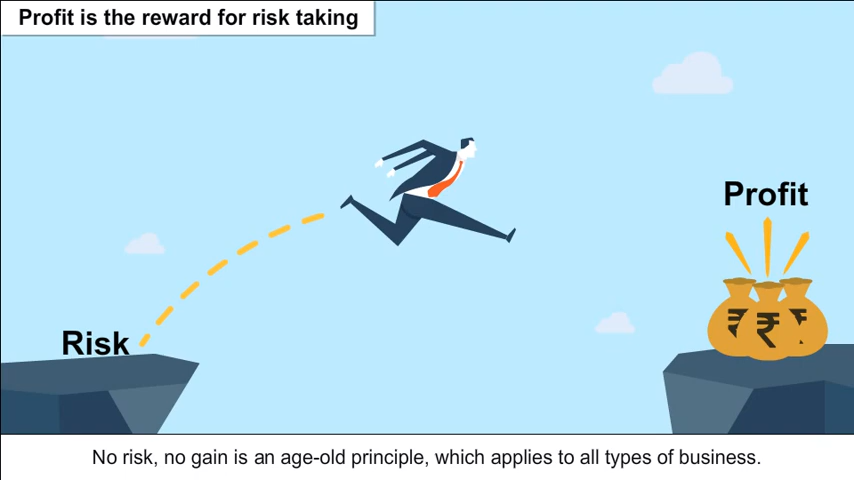 Profit is the reward for risk taking
Profit
₹ ₹ ₹
Risk
No risk, no gain is an age-old principle, which applies to all types of business.